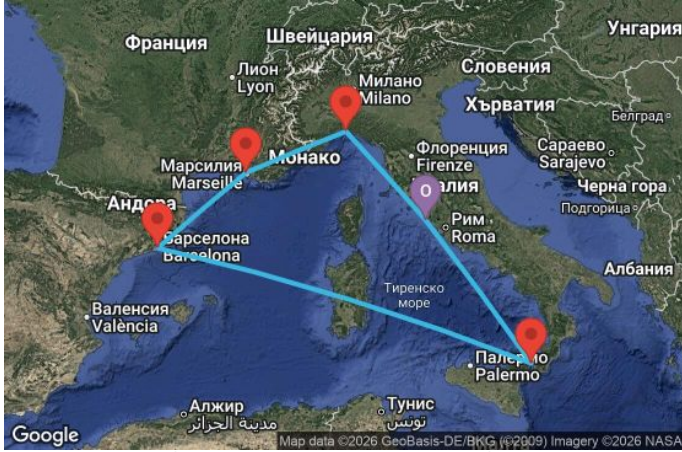 Франция
Швейцария
Унгария
Лион
Lyon
Милано
Milano
Словения
Хърватия
Белград
Марсилия
Marseille
Монако
Флоренция
Firenze
Сараево
Sarajevo
Андора
О
алия
Черна гора
Подгорица
Рим
Roma
Барселона
Barcelona
Албания
Тиренско
море
Валенсия
València
Палермо
Palermo
Алжир
مدينة الجزائر
Тунис
تونس
Google
Map data ©2026 GeoBasis-DE/BKG (©2009) Imagery ©2026 NASA